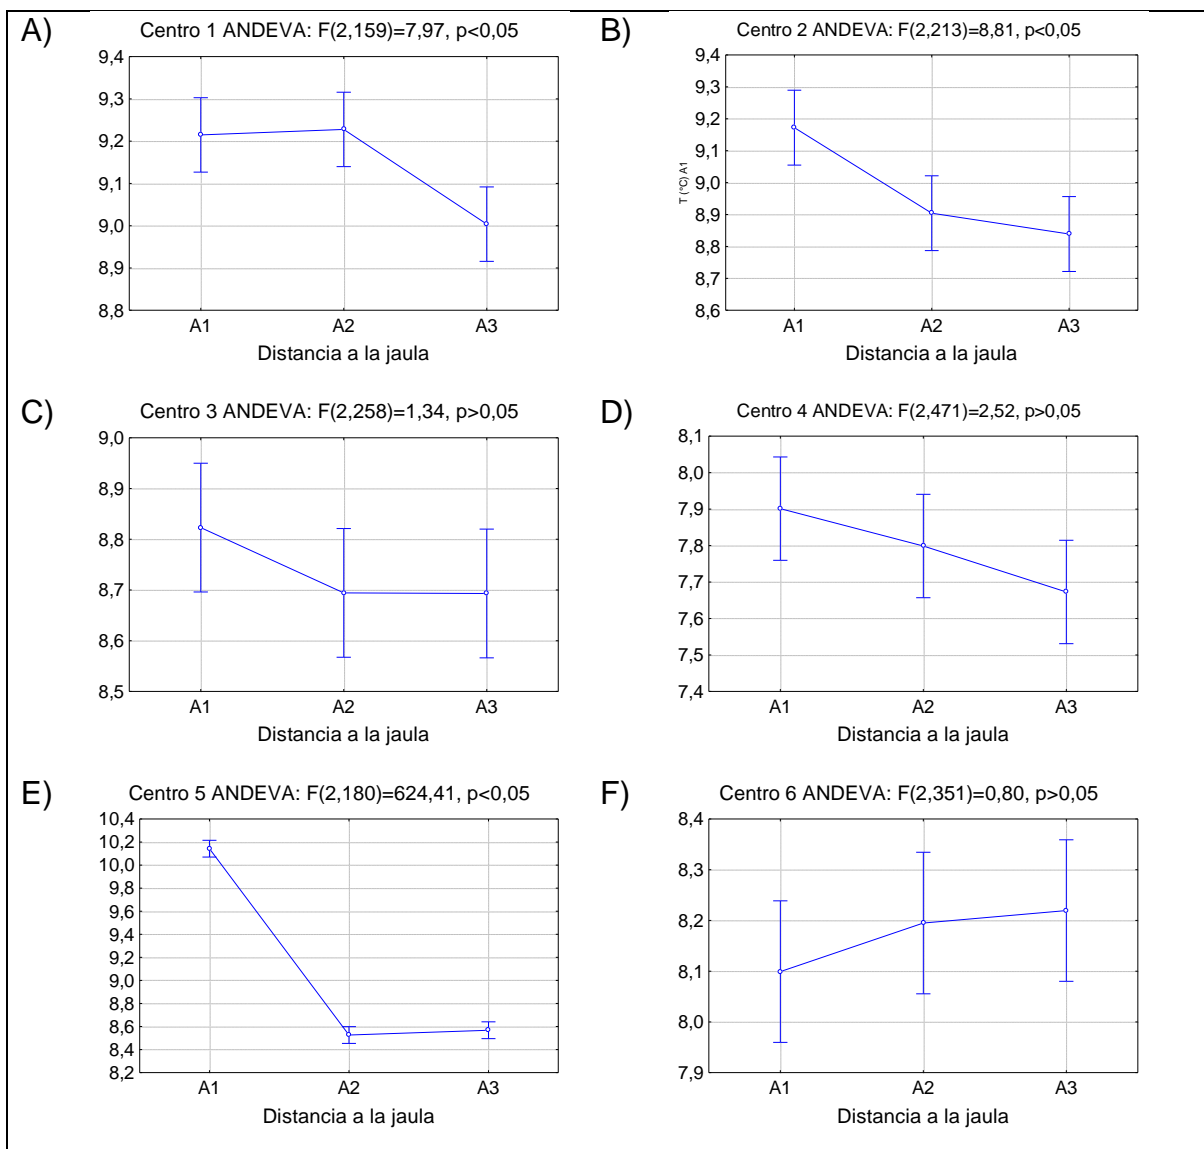 A)
Centro 1 ANDEVA: F(2,159)=7,97, p<0,05
9,4
9,3
9,2
9,1
9,0
8,9
8,8
A1 A2 A3
Distancia a la jaula
B)
Centro 2 ANDEVA: F(2,213)=8,81, p<0,05
T (°C) A1
9,4
9,3
9,2
9,1
9,0
8,9
8,8
8,7
8,6
A1 A2 A3
Distancia a la jaula
C)
Centro 3 ANDEVA: F(2,258)=1,34, p>0,05
9,0
8,9
8,8
8,7
8,6
8,5
A1 A2 A3
Distancia a la jaula
D)
Centro 4 ANDEVA: F(2,471)=2,52, p>0,05
8,1
8,0
7,9
7,8
7,7
7,6
7,5
7,4
A1 A2 A3
Distancia a la jaula
E)
Centro 5 ANDEVA: F(2,180)=624,41, p<0,05
10,4
10,2
10,0
9,8
9,6
9,4
9,2
9,0
8,8
8,6
8,4
8,2
A1 A2 A3
Distancia a la jaula
F)
Centro 6 ANDEVA: F(2,351)=0,80, p>0,05
8,4
8,3
8,2
8,1
8,0
7,9
A1 A2 A3
Distancia a la jaula